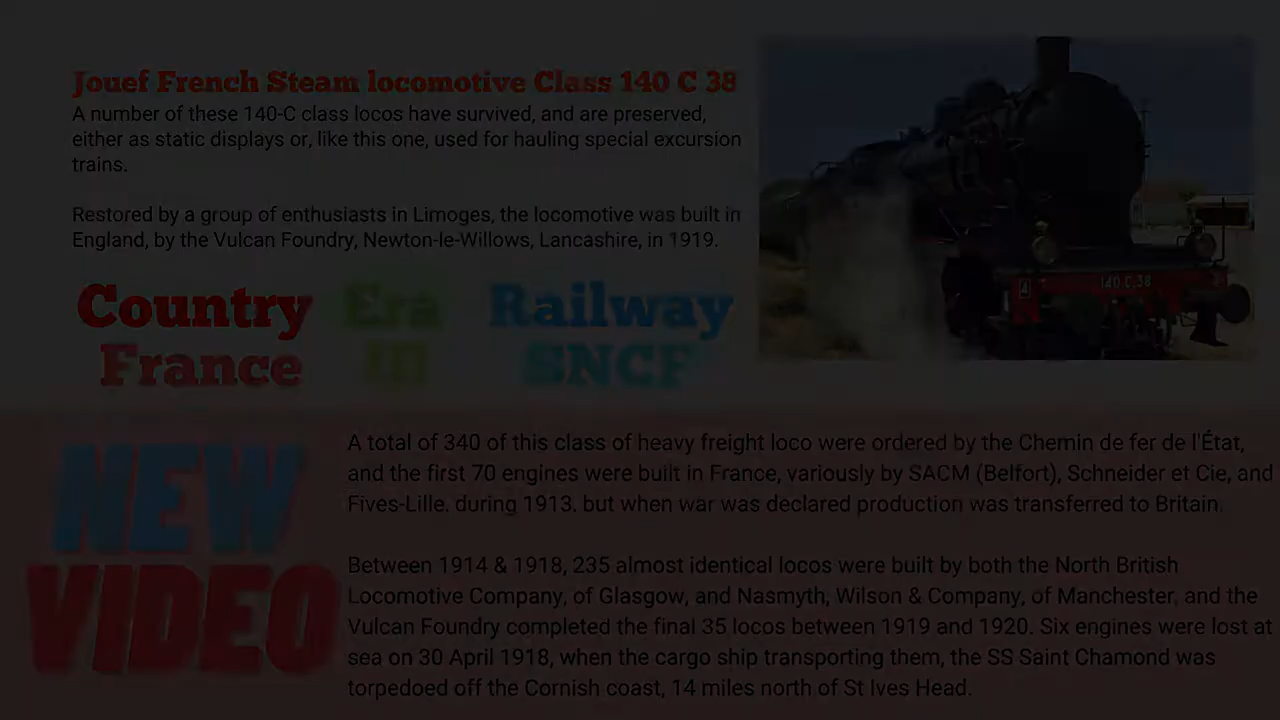 Jouef French Steam locomotive Class 140 C 38
A number of these 140-C class locos have survived, and are preserved,
either as static displays or, like this one, used for hauling special excursion
trains.
Restored by a group of enthusiasts in Limoges, the locomotive was built in
England, by the Vulcan Foundry, Newton-le-Willows, Lancashire, in 1919.
Country Era Railway
France III SNCF
140 C 38
NEW
VIDEO
A total of 340 of this class of heavy freight loco were ordered by the Chemin de fer de l'État,
and the first 70 engines were built in France, variously by SACM (Belfort), Schneider et Cie, and
Fives-Lille. during 1913. but when war was declared production was transferred to Britain.
Between 1914 & 1918, 235 almost identical locos were built by both the North British
Locomotive Company, of Glasgow, and Nasmyth, Wilson & Company, of Manchester, and the
Vulcan Foundry completed the final 35 locos between 1919 and 1920. Six engines were lost at
sea on 30 April 1918, when the cargo ship transporting them, the SS Saint Chamond was
torpedoed off the Cornish coast, 14 miles north of St Ives Head.